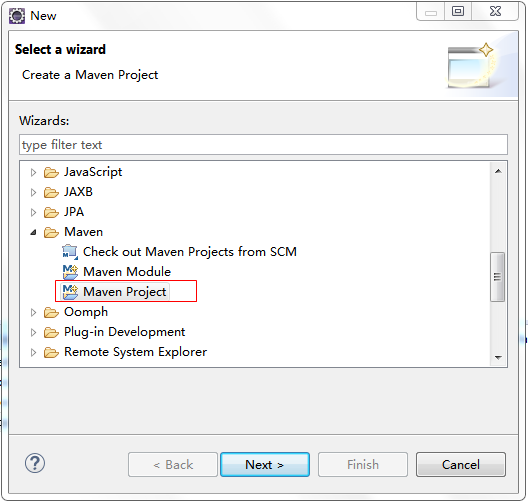 New
Select a wizard
Create a Maven Project
Wizards:
type filter text
JavaScript
JAXB
JPA
Maven
Check out Maven Projects from SCM
Maven Module
Maven Project
Oomph
Plug-in Development
Remote System Explorer
< Back
Next >
Finish
Cancel